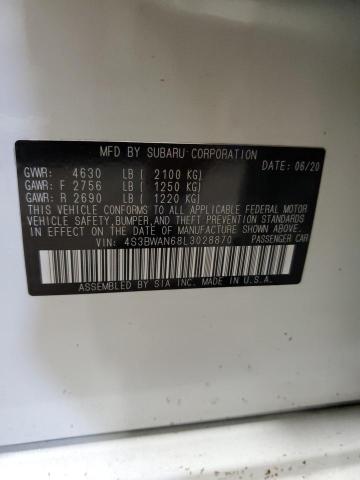 MFD BY SUBARU CORPORATION
GVWR: 4630 LB ( 2100 KG) DATE: 06/20
GAWR: F 2756 LB ( 1250 KG)
GAWR: R 2690 LB ( 1220 KG)
THIS VEHICLE CONFORMS TO ALL APPLICABLE FEDERAL MOTOR
VEHICLE SAFETY, BUMPER, AND THEFT PREVENTION STANDARDS
IN EFFECT ON THE DATE OF MANUFACTURE SHOWN ABOVE.
VIN: 4S3BWAN68L3028870 PASSENGER CAR
ASSEMBLED BY SIA INC. MADE IN U.S.A.